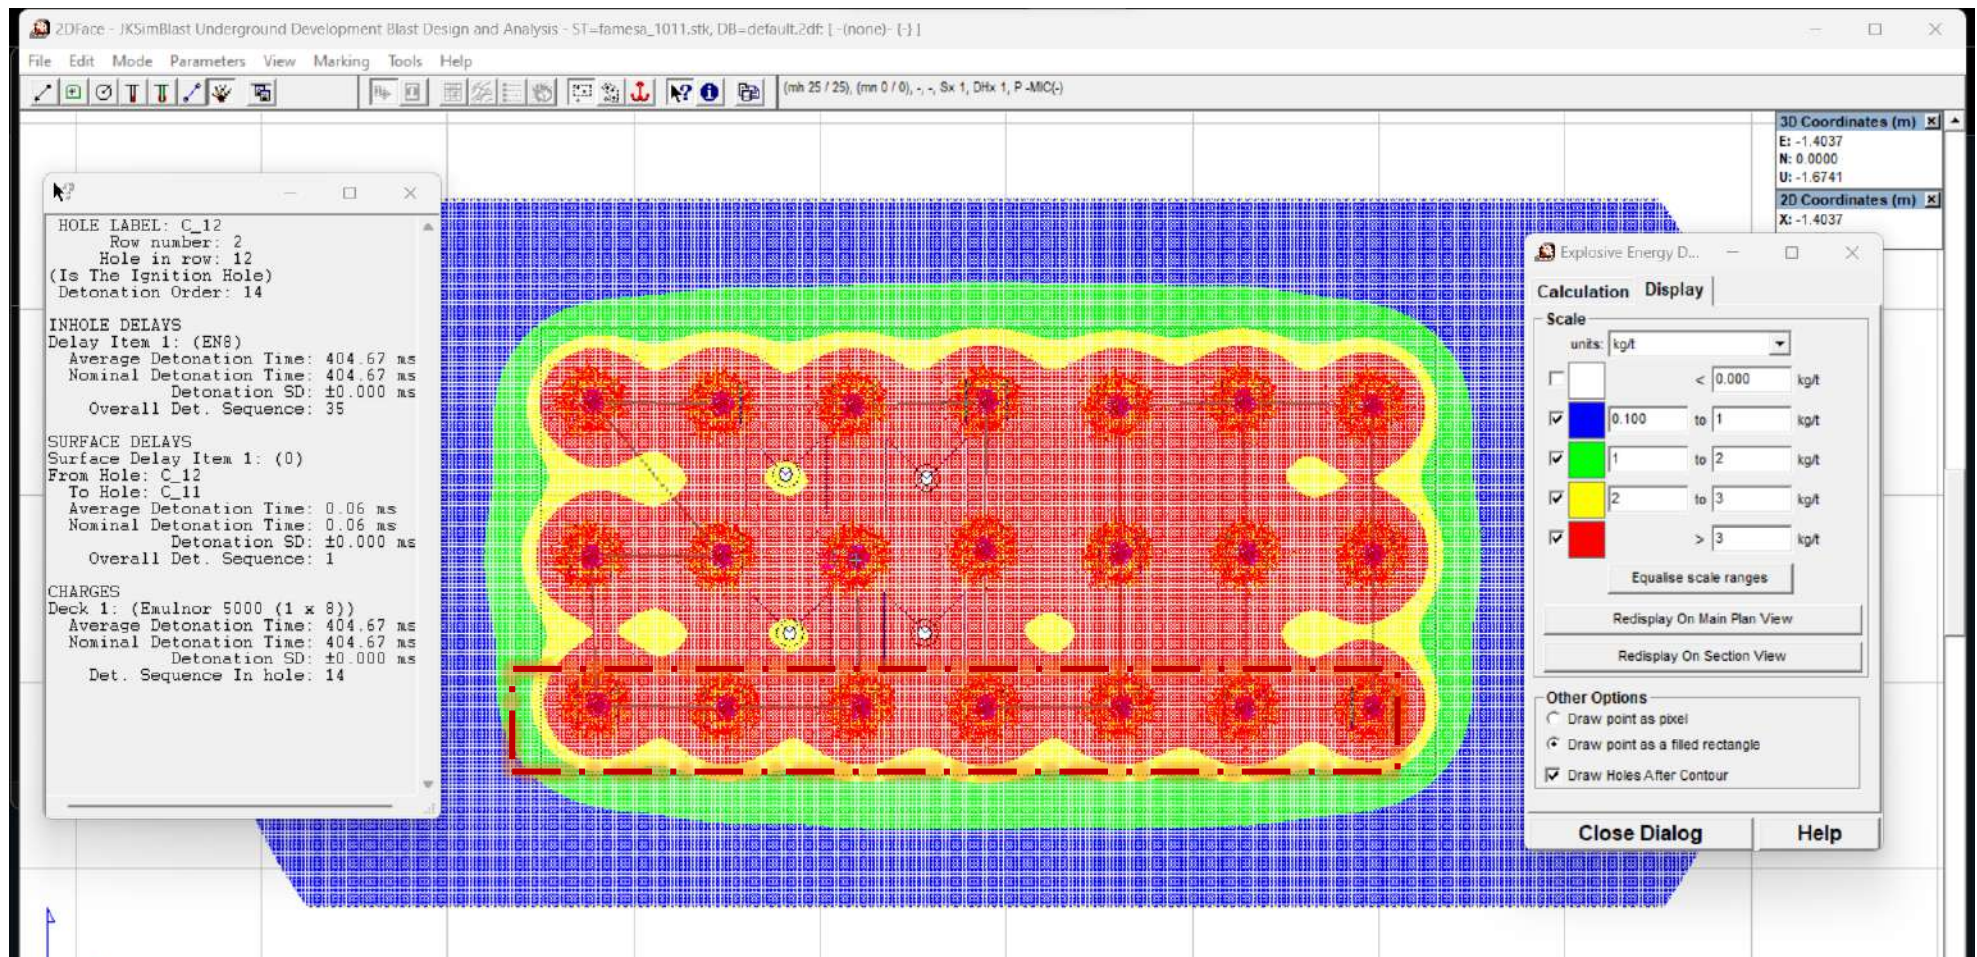 2DFace - JKSimBlast Underground Development Blast Design and Analysis - ST=famesa_1011.stk, DB=default.2df: [ -(none)- {-} ]
File Edit Mode Parameters View Marking Tools Help
(mh 25 / 25), (mn 0 / 0), -, -, Sx 1, DHx 1, P -MIC(-)
3D Coordinates (m)
E: -1.4037
N: 0.0000
U: -1.6741
2D Coordinates (m)
X: -1.4037
HOLE LABEL: C_12
Row number: 2
Hole in row: 12
(Is The Ignition Hole)
Detonation Order: 14
INHOLE DELAYS
Delay Item 1: (EN8)
Average Detonation Time: 404.67 ms
Nominal Detonation Time: 404.67 ms
Detonation SD: ±0.000 ms
Overall Det. Sequence: 35
SURFACE DELAYS
Surface Delay Item 1: (0)
From Hole: C_12
To Hole: C_11
Average Detonation Time: 0.06 ms
Nominal Detonation Time: 0.06 ms
Detonation SD: ±0.000 ms
Overall Det. Sequence: 1
CHARGES
Deck 1: (Emulnor 5000 (1 x 8))
Average Detonation Time: 404.67 ms
Nominal Detonation Time: 404.67 ms
Detonation SD: ±0.000 ms
Det. Sequence In hole: 14
Explosive Energy D...
Calculation Display
Scale
units: kg/t
< 0.000 kg/t
0.100 to 1 kg/t
1 to 2 kg/t
2 to 3 kg/t
> 3 kg/t
Equalise scale ranges
Redisplay On Main Plan View
Redisplay On Section View
Other Options
Draw point as pixel
Draw point as a filled rectangle
Draw Holes After Contour
Close Dialog Help